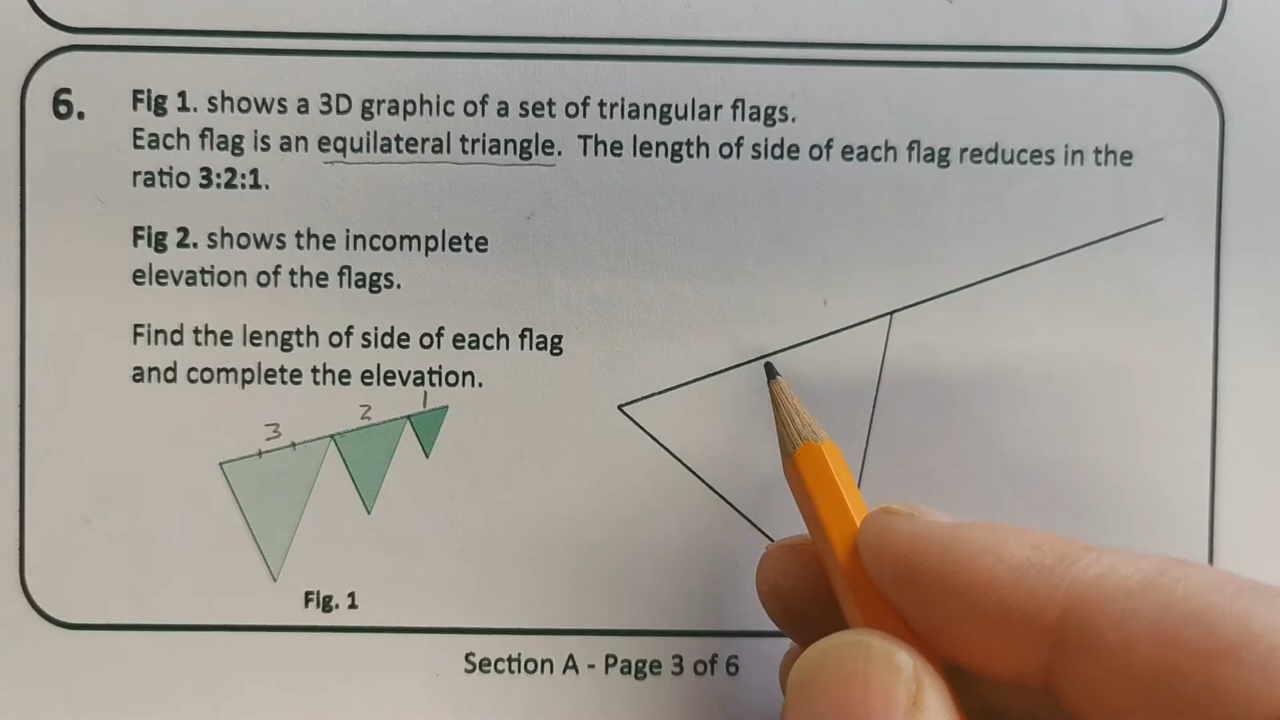 6.
Fig 1. shows a 3D graphic of a set of triangular flags.
Each flag is an equilateral triangle. The length of side of each flag reduces in the
ratio 3:2:1.
Fig 2. shows the incomplete
elevation of the flags.
Find the length of side of each flag
and complete the elevation.
3 2 1
Fig. 1
Section A - Page 3 of 6